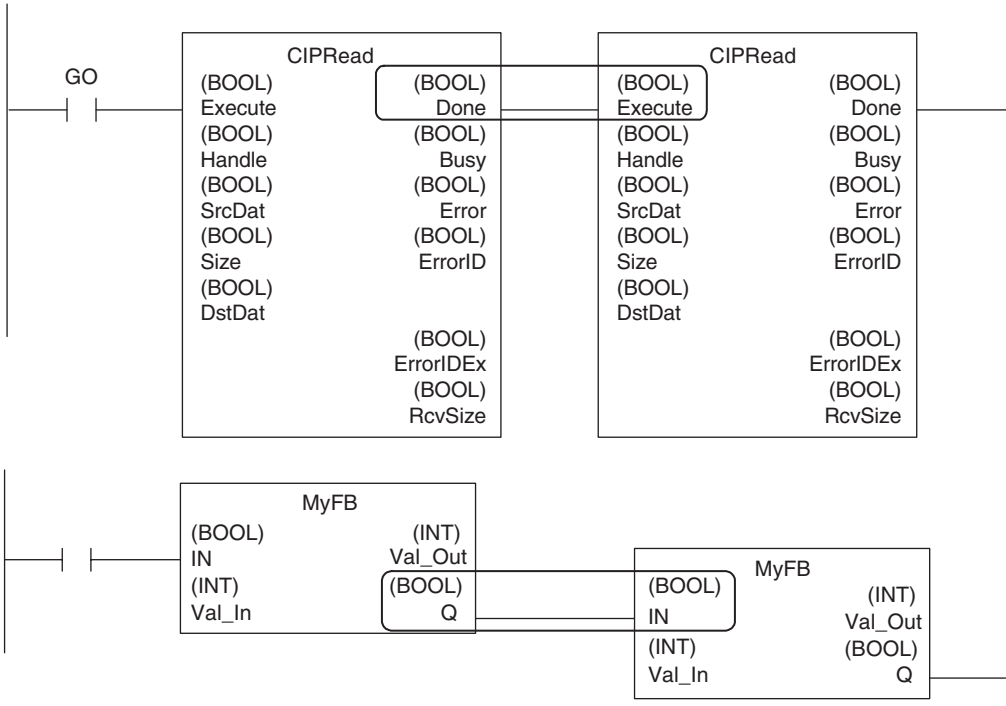 GO
CIPRead
(BOOL) (BOOL)
Execute Done
(BOOL) (BOOL)
Handle Busy
(BOOL) (BOOL)
SrcDat Error
(BOOL) (BOOL)
Size ErrorID
(BOOL)
DstDat
(BOOL)
ErrorIDEx
(BOOL)
RcvSize
CIPRead
(BOOL) (BOOL)
Execute Done
(BOOL) (BOOL)
Handle Busy
(BOOL) (BOOL)
SrcDat Error
(BOOL) (BOOL)
Size ErrorID
(BOOL)
DstDat
(BOOL)
ErrorIDEx
(BOOL)
RcvSize
MyFB
(BOOL) (INT)
IN Val_Out
(INT) (BOOL)
Val_In Q
MyFB
(BOOL) (INT)
IN Val_Out
(INT) (BOOL)
Val_In Q